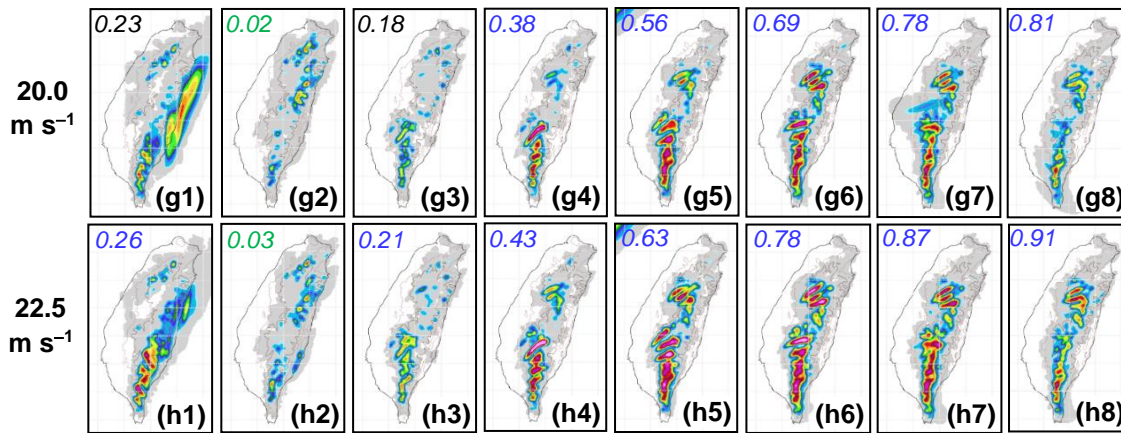 0.23 0.02 0.18 0.38 0.56 0.69 0.78 0.81
20.0
m s⁻¹
(g1) (g2) (g3) (g4) (g5) (g6) (g7) (g8)
0.26 0.03 0.21 0.43 0.63 0.78 0.87 0.91
22.5
m s⁻¹
(h1) (h2) (h3) (h4) (h5) (h6) (h7) (h8)